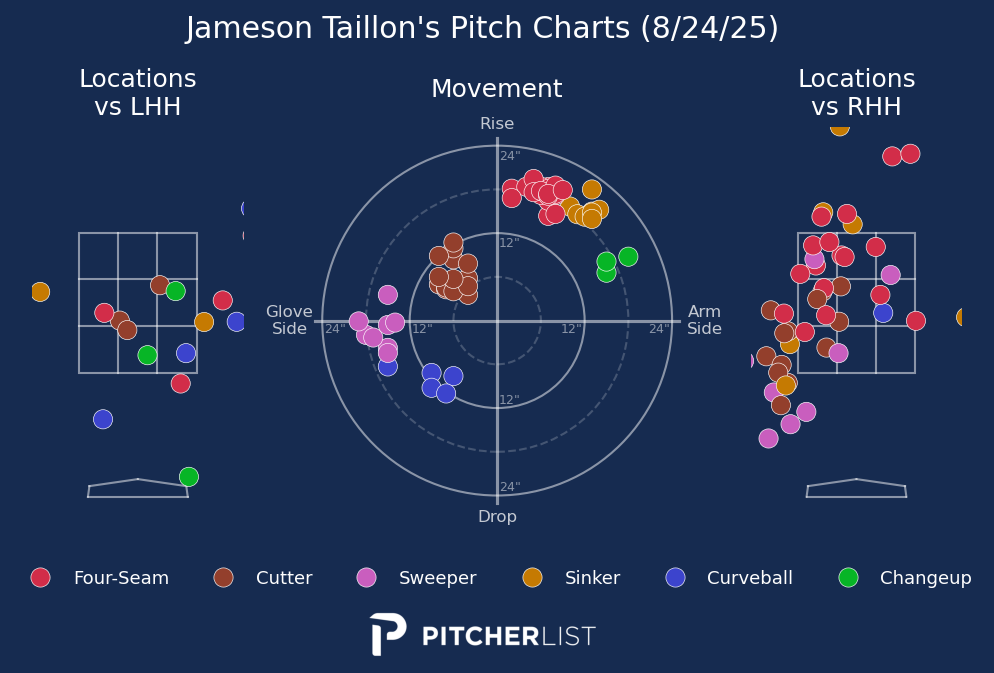 Jameson Taillon's Pitch Charts (8/24/25)
Locations
vs LHH
Movement
Locations
vs RHH
Rise
24"
12"
Glove
Side
24"
12"
12"
24"
Arm
Side
12"
24"
Drop
Four-Seam
Cutter
Sweeper
Sinker
Curveball
Changeup
PITCHERLIST